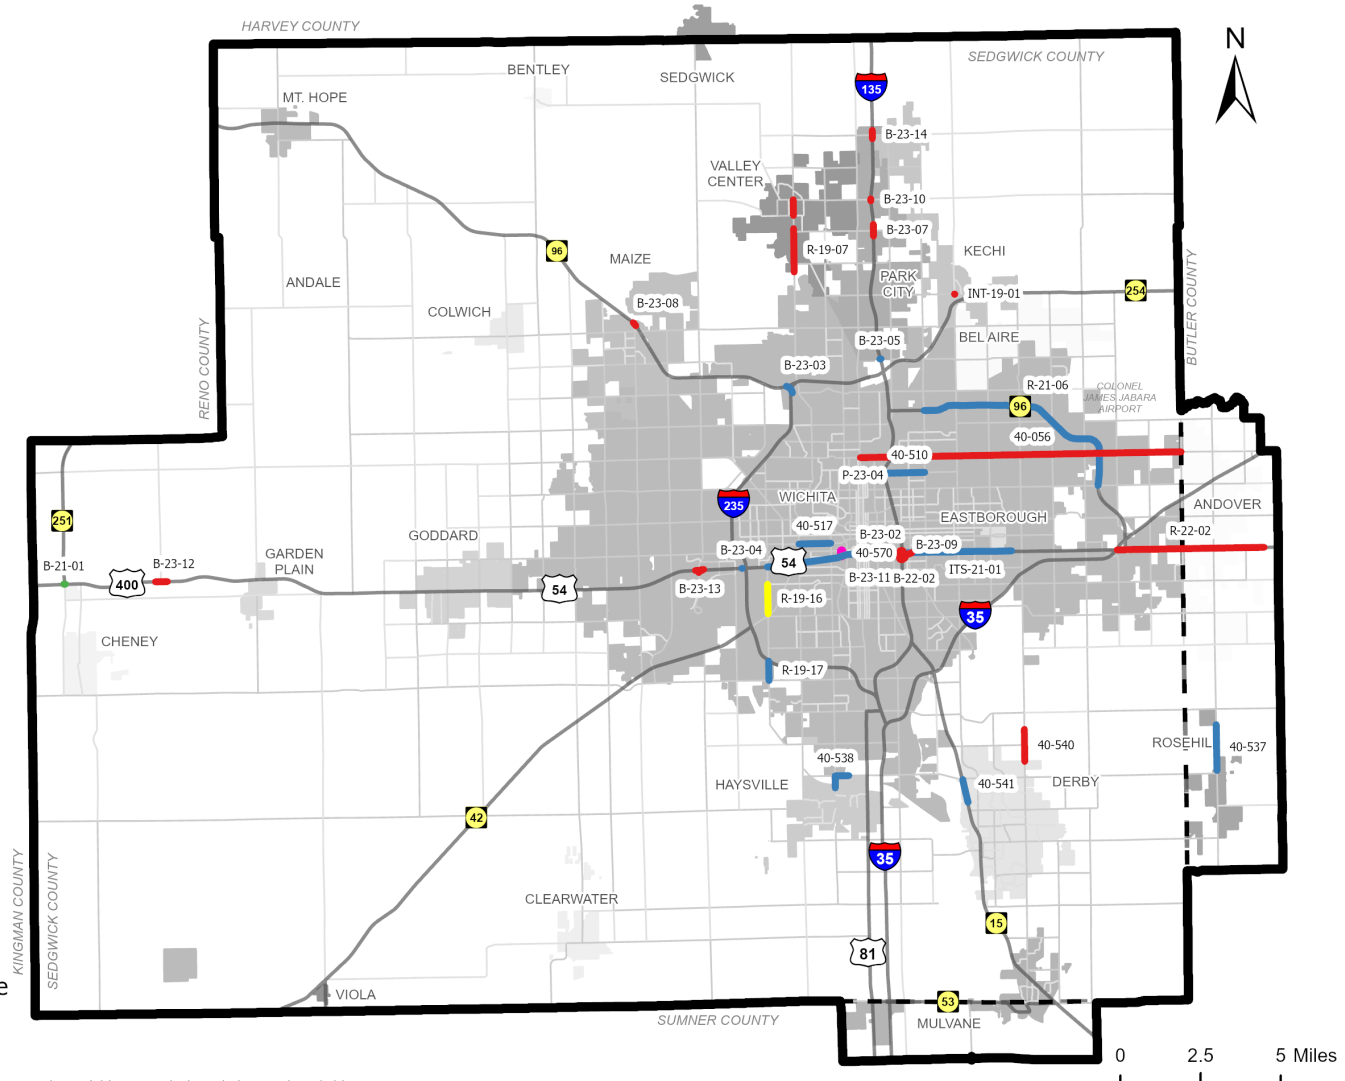 HARVEY COUNTY
N
SEDGWICK COUNTY
BENTLEY
SEDGWICK
135
MT. HOPE
B-23-14
VALLEY
CENTER
B-23-10
B-23-07
96
R-19-07
KECHI
MAIZE
ANDALE
PARK
CITY
INT-19-01
254
BUTLER COUNTY
B-23-08
COLWICH
RENO COUNTY
B-23-05
BEL AIRE
B-23-03
R-21-06
COLONEL
JAMES JABARA
AIRPORT
96
40-056
40-510
P-23-04
WICHITA
235
ANDOVER
251
EASTBOROUGH
40-517
R-22-02
GODDARD
B-23-02
B-23-09
GARDEN
PLAIN
B-23-04
40-570
B-21-01
B-23-12
54
ITS-21-01
400
54
B-23-11
B-22-02
B-23-13
R-19-16
35
CHENEY
R-19-17
ROSEHIL
40-537
40-540
40-538
HAYSVILLE
40-541
DERBY
42
35
KINGMAN COUNTY
SEDGWICK COUNTY
CLEARWATER
15
81
e
VIOLA
53
SUMNER COUNTY
MULVANE
0 2.5 5 Miles